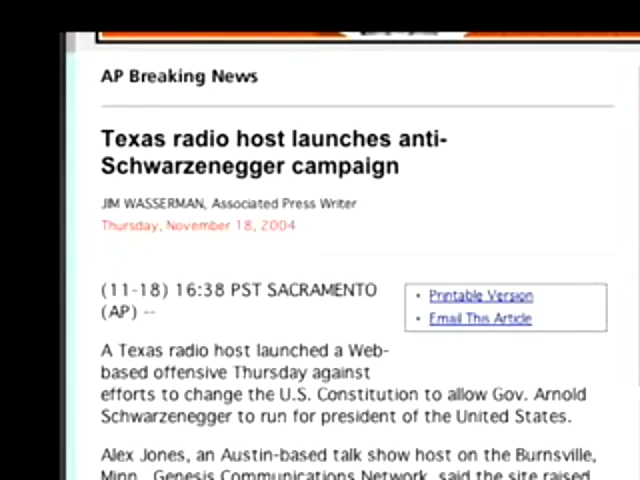 AP Breaking News
Texas radio host launches anti-
Schwarzenegger campaign
JIM WASSERMAN, Associated Press Writer
Thursday, November 18, 2004
(11-18) 16:38 PST SACRAMENTO
(AP) --
• Printable Version
• Email This Article
A Texas radio host launched a Web-
based offensive Thursday against
efforts to change the U.S. Constitution to allow Gov. Arnold
Schwarzenegger to run for president of the United States.
Alex Jones, an Austin-based talk show host on the Burnsville,
Minn., Genesis Communications Network, said the site raised